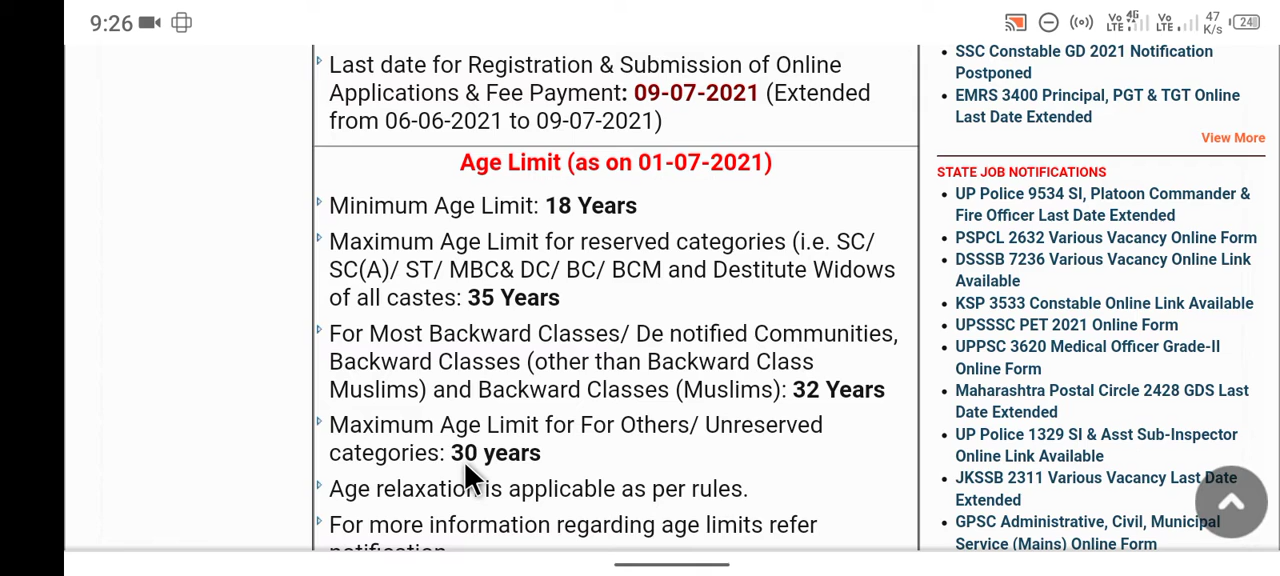 9:26
Vo 4G
LTE
Vo
LTE
47
K/s
24
Last date for Registration & Submission of Online
Applications & Fee Payment: 09-07-2021 (Extended
from 06-06-2021 to 09-07-2021)
Age Limit (as on 01-07-2021)
Minimum Age Limit: 18 Years
Maximum Age Limit for reserved categories (i.e. SC/
SC(A)/ ST/ MBC& DC/ BC/ BCM and Destitute Widows
of all castes: 35 Years
For Most Backward Classes/ De notified Communities,
Backward Classes (other than Backward Class
Muslims) and Backward Classes (Muslims): 32 Years
Maximum Age Limit for For Others/ Unreserved
categories: 30 years
Age relaxation is applicable as per rules.
For more information regarding age limits refer
notification
SSC Constable GD 2021 Notification
Postponed
EMRS 3400 Principal, PGT & TGT Online
Last Date Extended
View More
STATE JOB NOTIFICATIONS
UP Police 9534 SI, Platoon Commander &
Fire Officer Last Date Extended
PSPCL 2632 Various Vacancy Online Form
DSSSB 7236 Various Vacancy Online Link
Available
KSP 3533 Constable Online Link Available
UPSSSC PET 2021 Online Form
UPPSC 3620 Medical Officer Grade-II
Online Form
Maharashtra Postal Circle 2428 GDS Last
Date Extended
UP Police 1329 SI & Asst Sub-Inspector
Online Link Available
JKSSB 2311 Various Vacancy Last Date
Extended
GPSC Administrative, Civil, Municipal
Service (Mains) Online Form